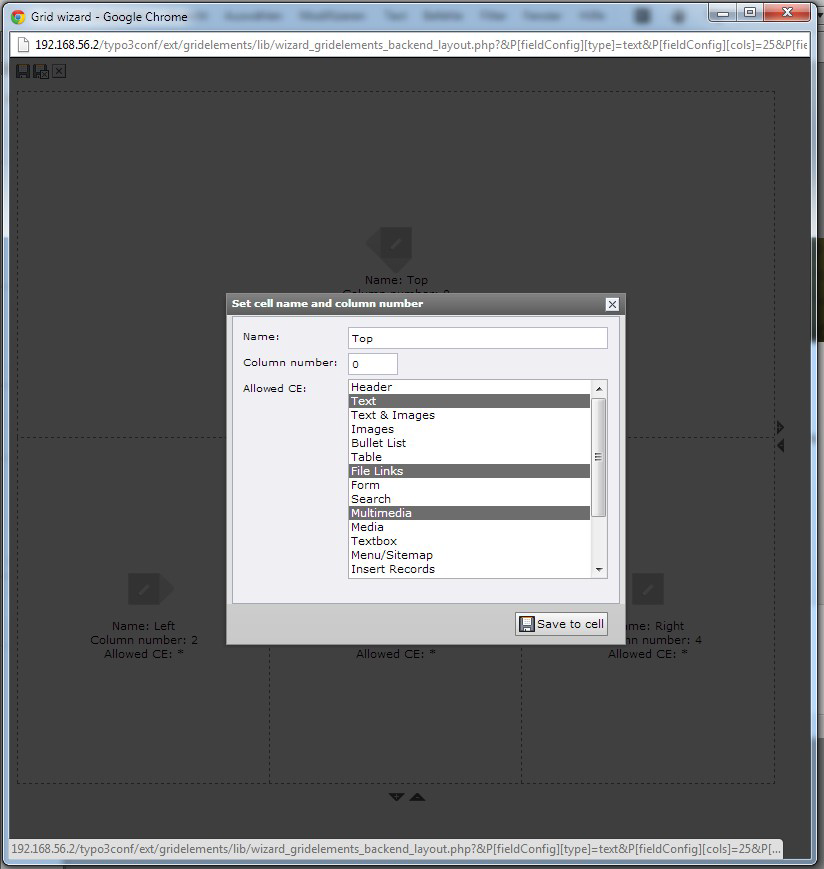 Grid wizard - Google Chrome
192.168.56.2/typo3conf/ext/gridelements/lib/wizard_gridelements_backend_layout.php?&P[fieldConfig][type]=text&P[fieldConfig][cols]=25&P[fie
Name: Top
Set cell name and column number
Name:
Top
Column number:
0
Allowed CE:
Header
Text
Text & Images
Images
Bullet List
Table
File Links
Form
Search
Multimedia
Media
Textbox
Menu/Sitemap
Insert Records
Save to cell
Name: Left
Column number: 2
Allowed CE: *
Allowed CE: *
me: Right
n number: 4
Allowed CE: *
192.168.56.2/typo3conf/ext/gridelements/lib/wizard_gridelements_backend_layout.php?&P[fieldConfig][type]=text&P[fieldConfig][cols]=25&P[...